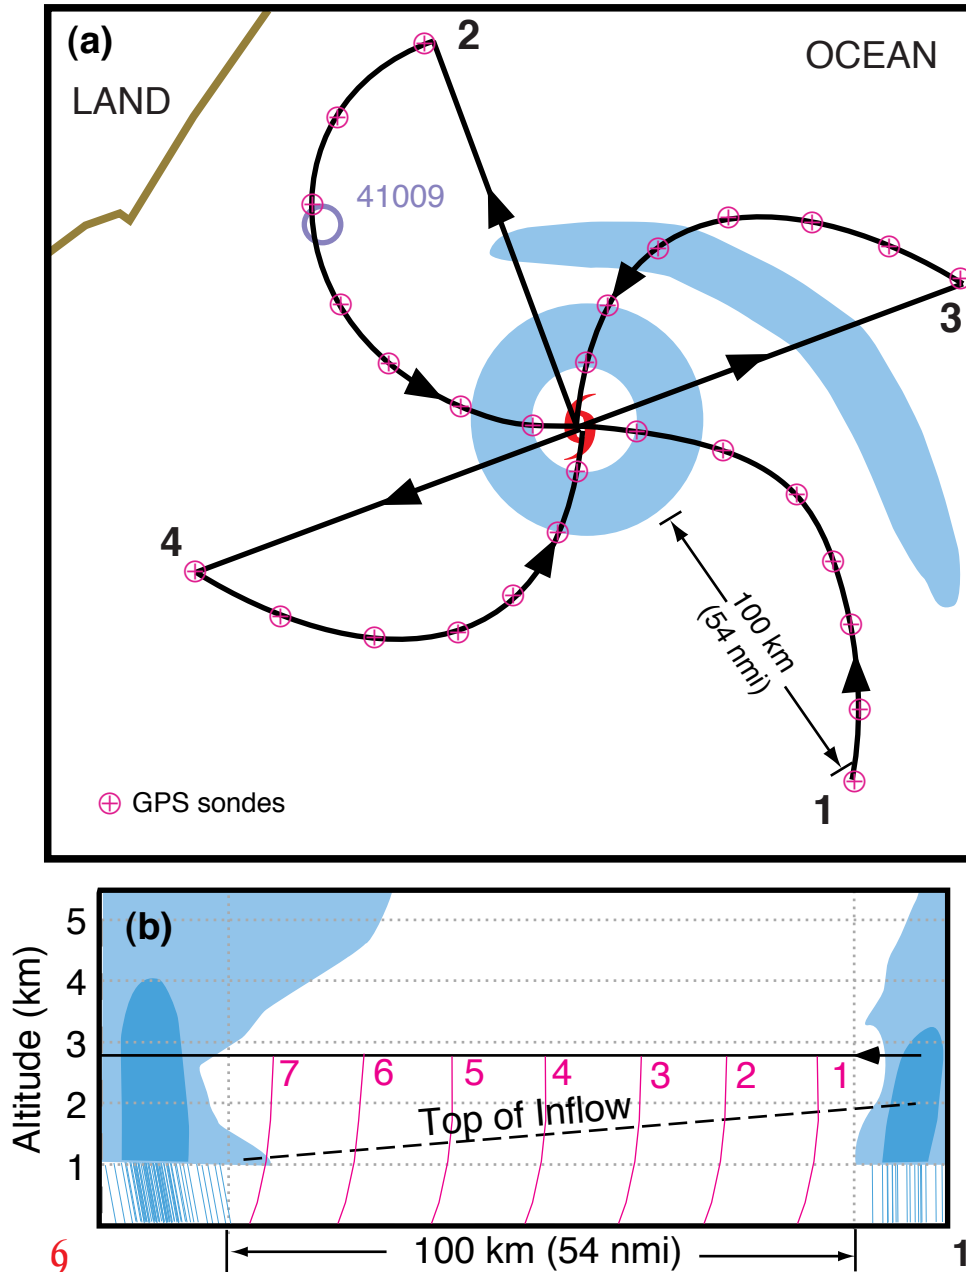 (a)
2
OCEAN
LAND
41009
3
4
100 km
(54 nmi)
GPS sondes
1
(b)
Altitude (km)
5
4
3
2
1
7 6 5 4 3 2 1
Top of Inflow
100 km (54 nmi)
1